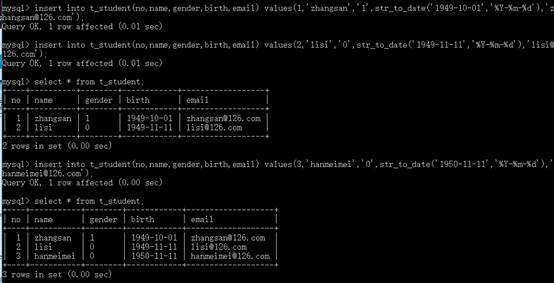 mysql> insert into t_student(no,name,gender,birth,email) values(1,'zhangsan','1',str_to_date('1949-10-01','%Y-%m-%d'),'z
hangsan@126.com');
Query OK, 1 row affected (0.01 sec)
mysql> insert into t_student(no,name,gender,birth,email) values(2,'lisi','0',str_to_date('1949-11-11','%Y-%m-%d'),'lisi@
126.com');
Query OK, 1 row affected (0.01 sec)
mysql> select * from t_student;
+----+----------+--------+------------+------------------+
| no | name     | gender | birth      | email            |
+----+----------+--------+------------+------------------+
| 1 | zhangsan | 1      | 1949-10-01 | zhangsan@126.com |
| 2 | lisi     | 0      | 1949-11-11 | lisi@126.com     |
+----+----------+--------+------------+------------------+
2 rows in set (0.00 sec)
mysql> insert into t_student(no,name,gender,birth,email) values(3,'hanmeimei','0',str_to_date('1950-11-11','%Y-%m-%d'),'
hanmeimei@126.com');
Query OK, 1 row affected (0.00 sec)
mysql> select * from t_student;
+----+-----------+--------+------------+-------------------+
| no | name      | gender | birth      | email             |
+----+-----------+--------+------------+-------------------+
| 1 | zhangsan  | 1      | 1949-10-01 | zhangsan@126.com  |
| 2 | lisi      | 0      | 1949-11-11 | lisi@126.com      |
| 3 | hanmeimei | 0      | 1950-11-11 | hanmeimei@126.com |
+----+-----------+--------+------------+-------------------+
3 rows in set (0.00 sec)